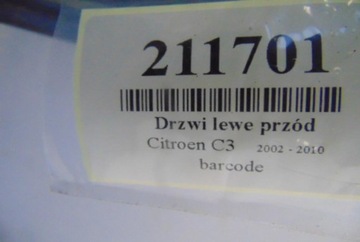 211701
Drzwi lewe przód
Citroen C3 2002 - 2010
barcode